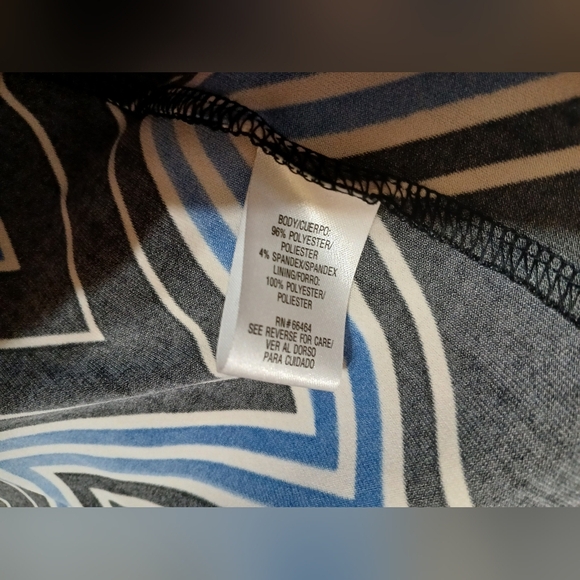 BODY/CUERPO:
96% POLYESTER/
POLIESTER
4% SPANDEX/SPANDEX
LINING/FORRO:
100% POLYESTER/
POLIESTER
RN# 66464
SEE REVERSE FOR CARE/
VER AL DORSO
PARA CUIDADO